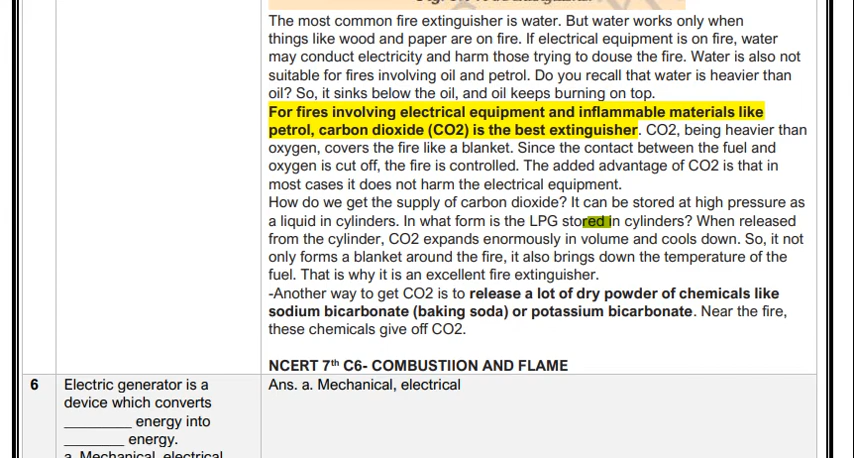 The most common fire extinguisher is water. But water works only when
things like wood and paper are on fire. If electrical equipment is on fire, water
may conduct electricity and harm those trying to douse the fire. Water is also not
suitable for fires involving oil and petrol. Do you recall that water is heavier than
oil? So, it sinks below the oil, and oil keeps burning on top.
For fires involving electrical equipment and inflammable materials like
petrol, carbon dioxide (CO2) is the best extinguisher. CO2, being heavier than
oxygen, covers the fire like a blanket. Since the contact between the fuel and
oxygen is cut off, the fire is controlled. The added advantage of CO2 is that in
most cases it does not harm the electrical equipment.
How do we get the supply of carbon dioxide? It can be stored at high pressure as
a liquid in cylinders. In what form is the LPG stored in cylinders? When released
from the cylinder, CO2 expands enormously in volume and cools down. So, it not
only forms a blanket around the fire, it also brings down the temperature of the
fuel. That is why it is an excellent fire extinguisher.
-Another way to get CO2 is to release a lot of dry powder of chemicals like
sodium bicarbonate (baking soda) or potassium bicarbonate. Near the fire,
these chemicals give off CO2.
NCERT 7th C6- COMBUSTIION AND FLAME
6
Electric generator is a
device which converts
________ energy into
_______ energy.
a. Mechanical, electrical
Ans. a. Mechanical, electrical